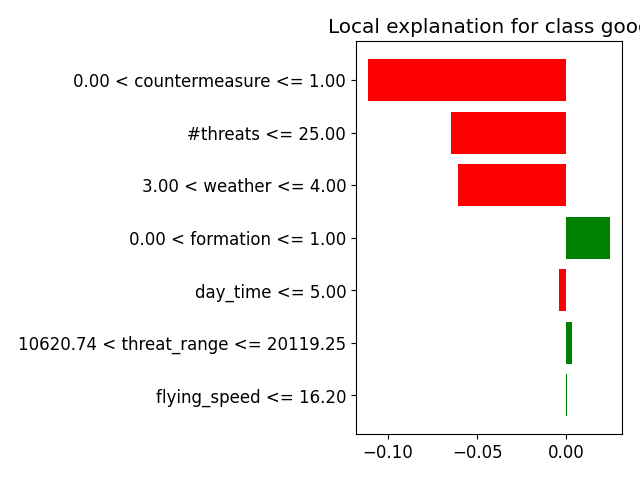 Local explanation for class goo
0.00 < countermeasure <= 1.00
#threats <= 25.00
3.00 < weather <= 4.00
0.00 < formation <= 1.00
day_time <= 5.00
10620.74 < threat_range <= 20119.25
flying_speed <= 16.20
−0.10 −0.05 0.00